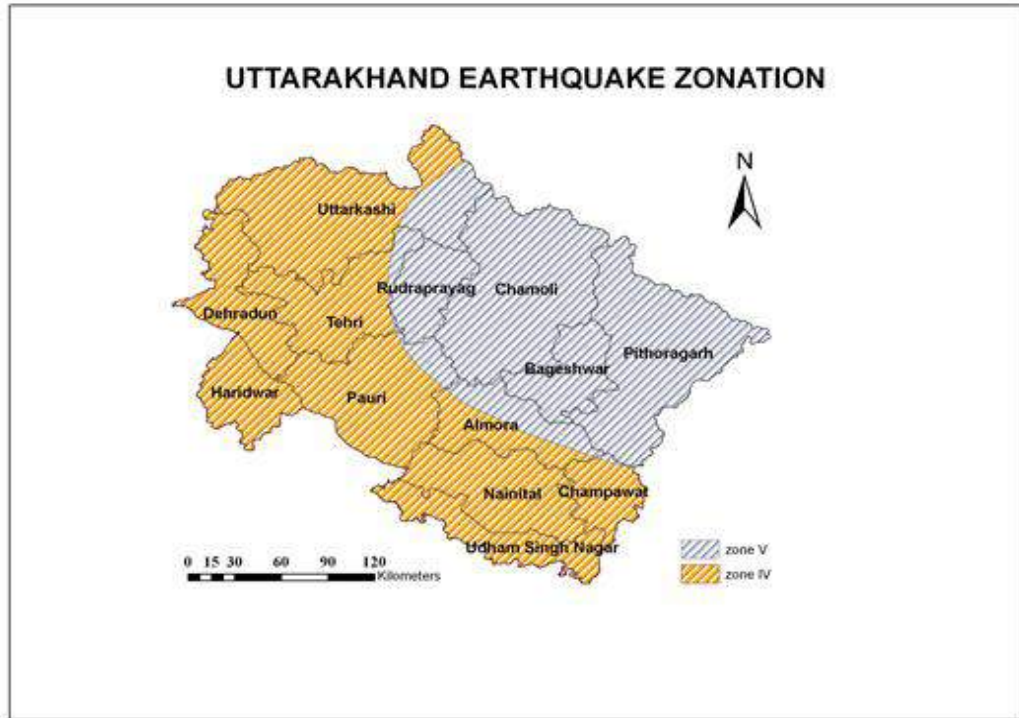 UTTARAKHAND EARTHQUAKE ZONATION
N
Uttarkashi
Rudraprayag
Chamoli
Dehradun
Tehri
Pithoragarh
Bageshwar
Haridwar
Pauri
Almora
Nainital
Champawat
Udham Singh Nagar
zone V
zone IV
0 15 30 60 90 120
Kilometers